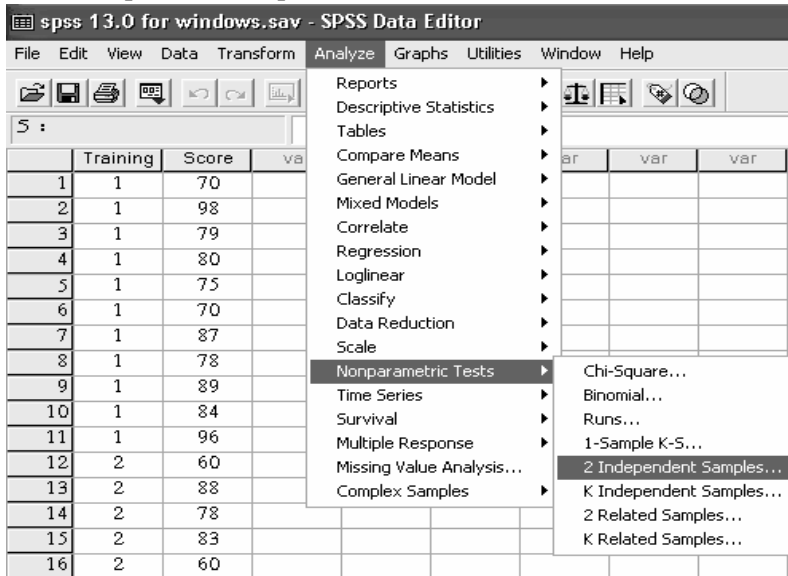 spss 13.0 for windows.sav - SPSS Data Editor
File Edit View Data Transform Analyze Graphs Utilities Window Help
5 :
Training Score va ar var var
1 1 70
2 1 98
3 1 79
4 1 80
5 1 75
6 1 70
7 1 87
8 1 78
9 1 89
10 1 84
11 1 96
12 2 60
13 2 88
14 2 78
15 2 83
16 2 60
Reports
Descriptive Statistics
Tables
Compare Means
General Linear Model
Mixed Models
Correlate
Regression
Loglinear
Classify
Data Reduction
Scale
Nonparametric Tests
Time Series
Survival
Multiple Response
Missing Value Analysis...
Complex Samples
Chi-Square...
Binomial...
Runs...
1-Sample K-S...
2 Independent Samples...
K Independent Samples...
2 Related Samples...
K Related Samples...